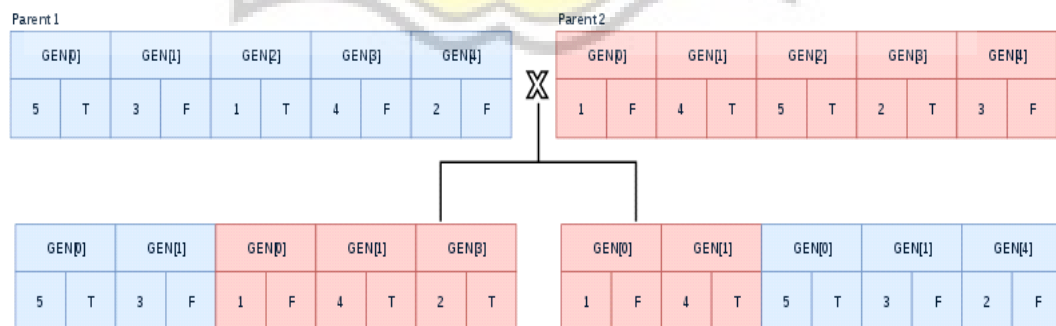 Parent 1 Parent 2
GEN[0] GEN[1] GEN[2] GEN[3] GEN[4] GEN[0] GEN[1] GEN[2] GEN[3] GEN[4]
5 T 3 F 1 T 4 F 2 F X 1 F 4 T 5 T 2 T 3 F
GEN[0] GEN[1] GEN[0] GEN[1] GEN[3] GEN[0] GEN[1] GEN[0] GEN[1] GEN[4]
5 T 3 F 1 F 4 T 2 T 1 F 4 T 5 T 3 F 2 F